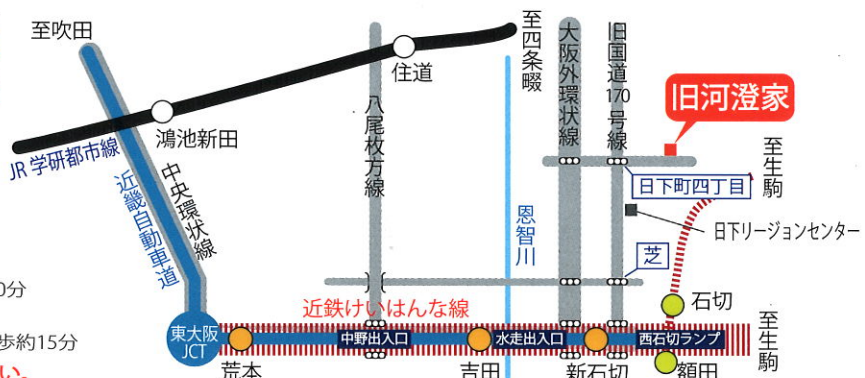 至吹田
至四条畷
大阪外環状線
旧国道170号線
住道
旧河澄家
鴻池新田
JR学研都市線
八尾枚方線
至生駒
日下町四丁目
中央環状線
近畿自動車道
恩智川
日下リージョンセンター
芝
0分
近鉄けいはんな線
石切
東大阪
JCT
中野出入口
水走出入口
西石切ランプ
至生駒
歩約15分
荒本
吉田
新石切
額田
い。